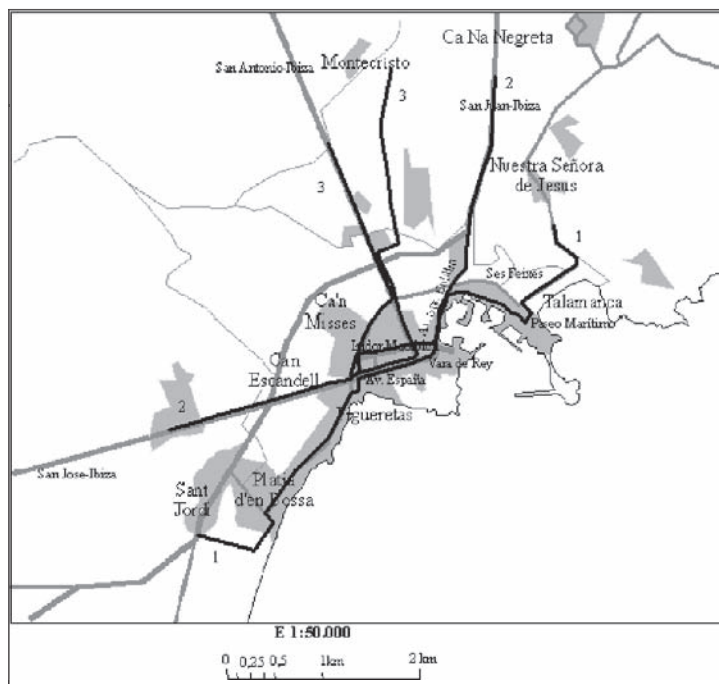 Ca Na Negreta
Montecristo
San Antonio-Ibiza
3
2
San Juan-Ibiza
3
Nuestra Señora
de Jesus
1
Ses Feixes
Ca'n
Misses
Talamanca
Paseo Marítimo
Can
Escandell
Vara de Rey
Av. España
Figueretas
2
San Jose-Ibiza
Sant
Jordi
Platja
d'en Bossa
1
E 1:50.000
0 0,25 0,5 1km 2 km